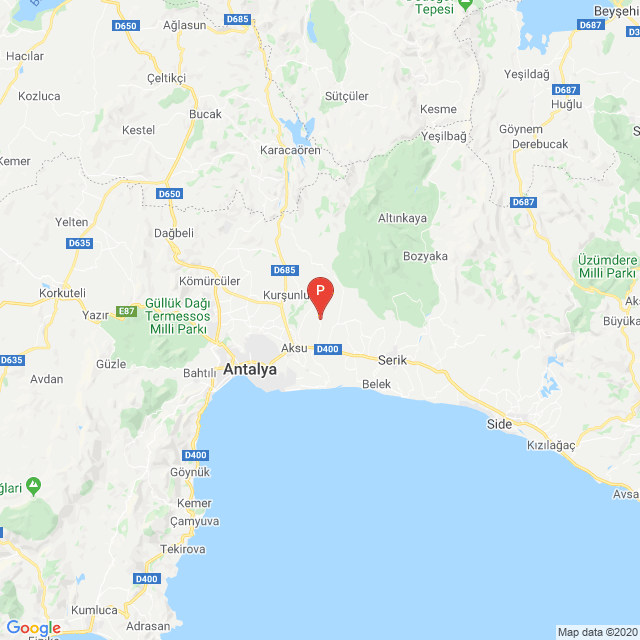 Tepesi
Beyşehi
D650
Ağlasun
D685
D687
D3
Hacılar
Çeltikçi
Yeşildağ
Kozluca
Sütçüler
D687
Huğlu
Bucak
Kesme
Kestel
Göynem
Yeşilbağ
Derebucak
Karacaören
Kemer
D650
D687
Yelten
Altınkaya
Dağbeli
D635
Bozyaka
Üzümdere
Milli Parkı
D685
Kömürcüler
Korkuteli
Kurşunlu
P
Güllük Dağı
Termessos
Milli Parkı
E87
Yazır
Büyüka
Aksu
D400
D635
Güzle
Serik
Antalya
Bahtılı
Avdan
Belek
Side
Kızılağaç
D400
Göynük
ğlari
Avsa
Kemer
Çamyuva
Tekirova
D400
Kumluca
Adrasan
Google
Map data ©2020